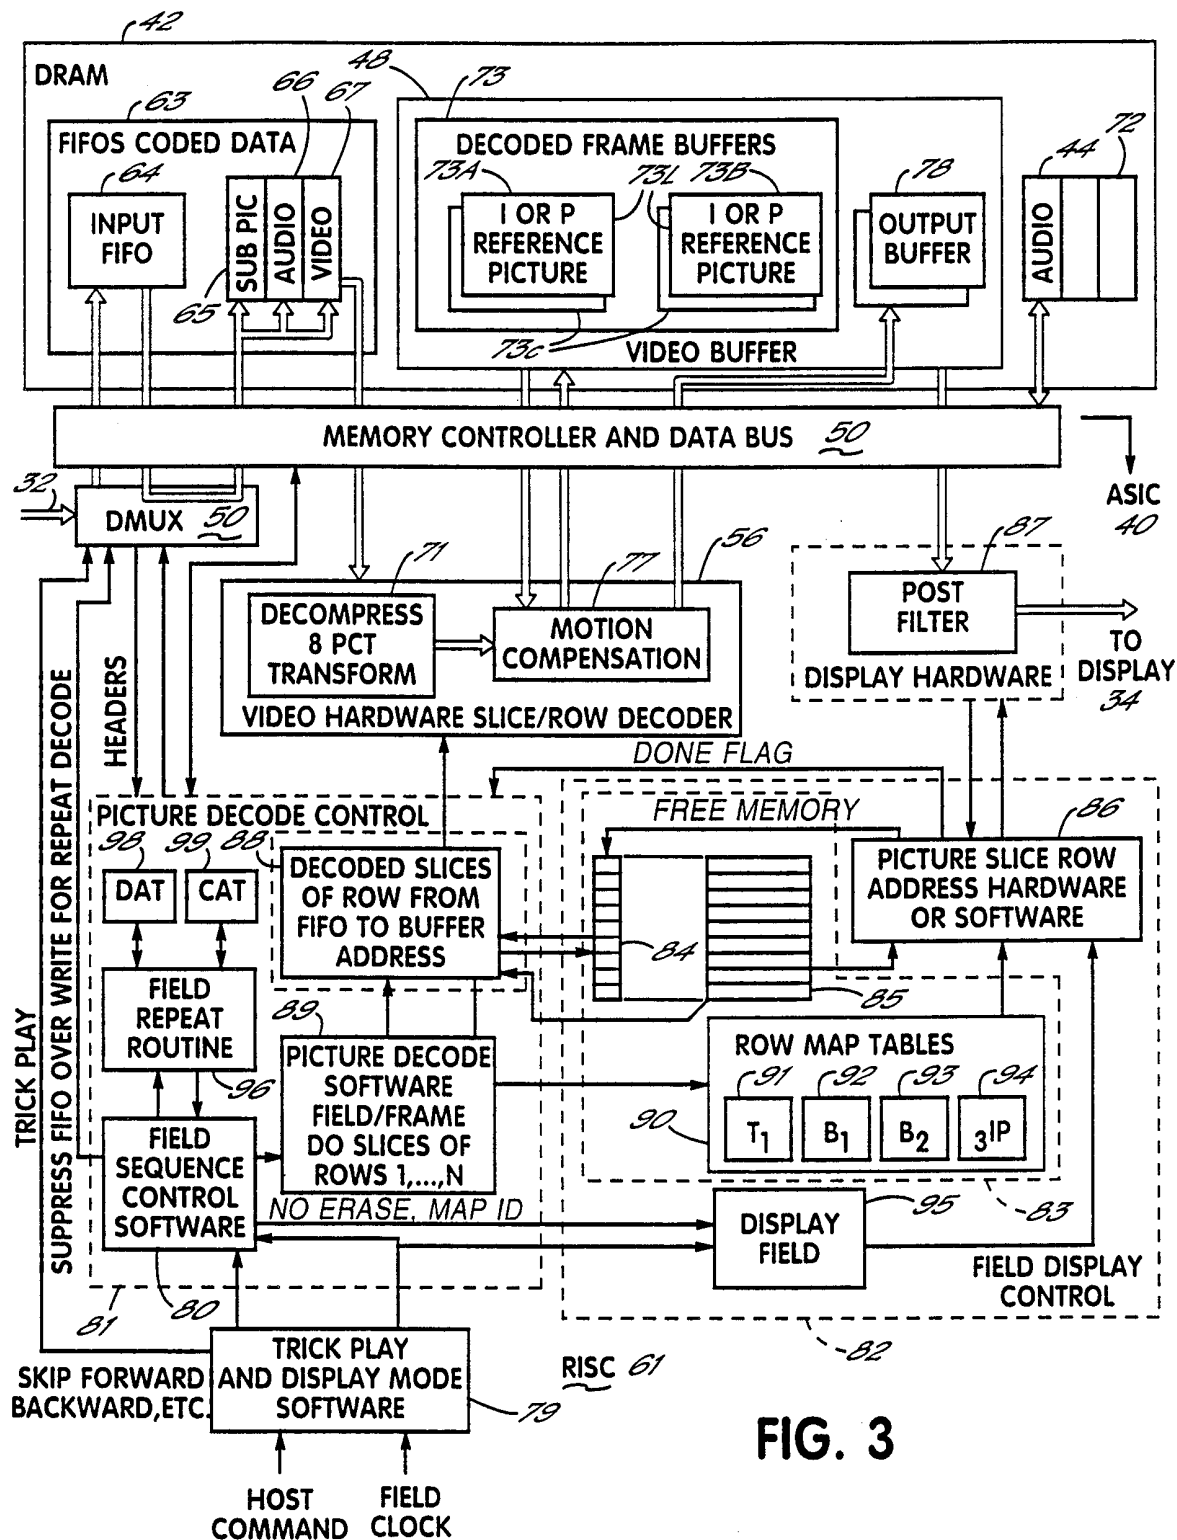 42
DRAM
63
FIFOS CODED DATA
64
INPUT
FIFO
66
67
SUB PIC
AUDIO
VIDEO
65
48
73
DECODED FRAME BUFFERS
73A
73L
73B
I OR P
REFERENCE
PICTURE
I OR P
REFERENCE
PICTURE
73c
VIDEO BUFFER
78
OUTPUT
BUFFER
44
72
AUDIO
MEMORY CONTROLLER AND DATA BUS 50
ASIC
40
32
DMUX 50
71
DECOMPRESS
8 PCT
TRANSFORM
77
MOTION
COMPENSATION
56
VIDEO HARDWARE SLICE/ROW DECODER
87
POST
FILTER
DISPLAY HARDWARE
TO
DISPLAY
34
HEADERS
SUPPRESS FIFO OVER WRITE FOR REPEAT DECODE
TRICK PLAY
DONE FLAG
PICTURE DECODE CONTROL
98
DAT
99
CAT
88
DECODED SLICES
OF ROW FROM
FIFO TO BUFFER
ADDRESS
FREE MEMORY
84
85
86
PICTURE SLICE ROW
ADDRESS HARDWARE
OR SOFTWARE
FIELD
REPEAT
ROUTINE
96
89
PICTURE DECODE
SOFTWARE
FIELD/FRAME
DO SLICES OF
ROWS 1,...,N
ROW MAP TABLES
91
92
93
94
90
T1
B1
B2
3IP
FIELD
SEQUENCE
CONTROL
SOFTWARE
NO ERASE, MAP ID
80
81
95
DISPLAY
FIELD
83
FIELD DISPLAY
CONTROL
82
TRICK PLAY
AND DISPLAY MODE
SOFTWARE
SKIP FORWARD
BACKWARD,ETC.
79
RISC 61
FIG. 3
HOST
COMMAND
FIELD
CLOCK